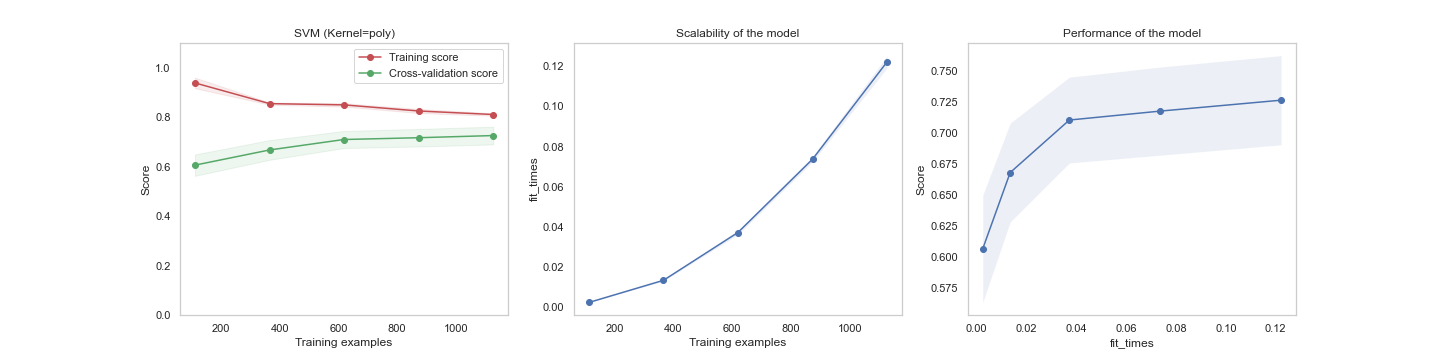 SVM (Kernel=poly)
Training score
Cross-validation score
1.0
0.8
0.6
0.4
0.2
0.0
Score
200 400 600 800 1000
Training examples
Scalability of the model
0.12
0.10
0.08
0.06
0.04
0.02
0.00
fit_times
200 400 600 800 1000
Training examples
Performance of the model
0.750
0.725
0.700
0.675
0.650
0.625
0.600
0.575
Score
0.00 0.02 0.04 0.06 0.08 0.10 0.12
fit_times